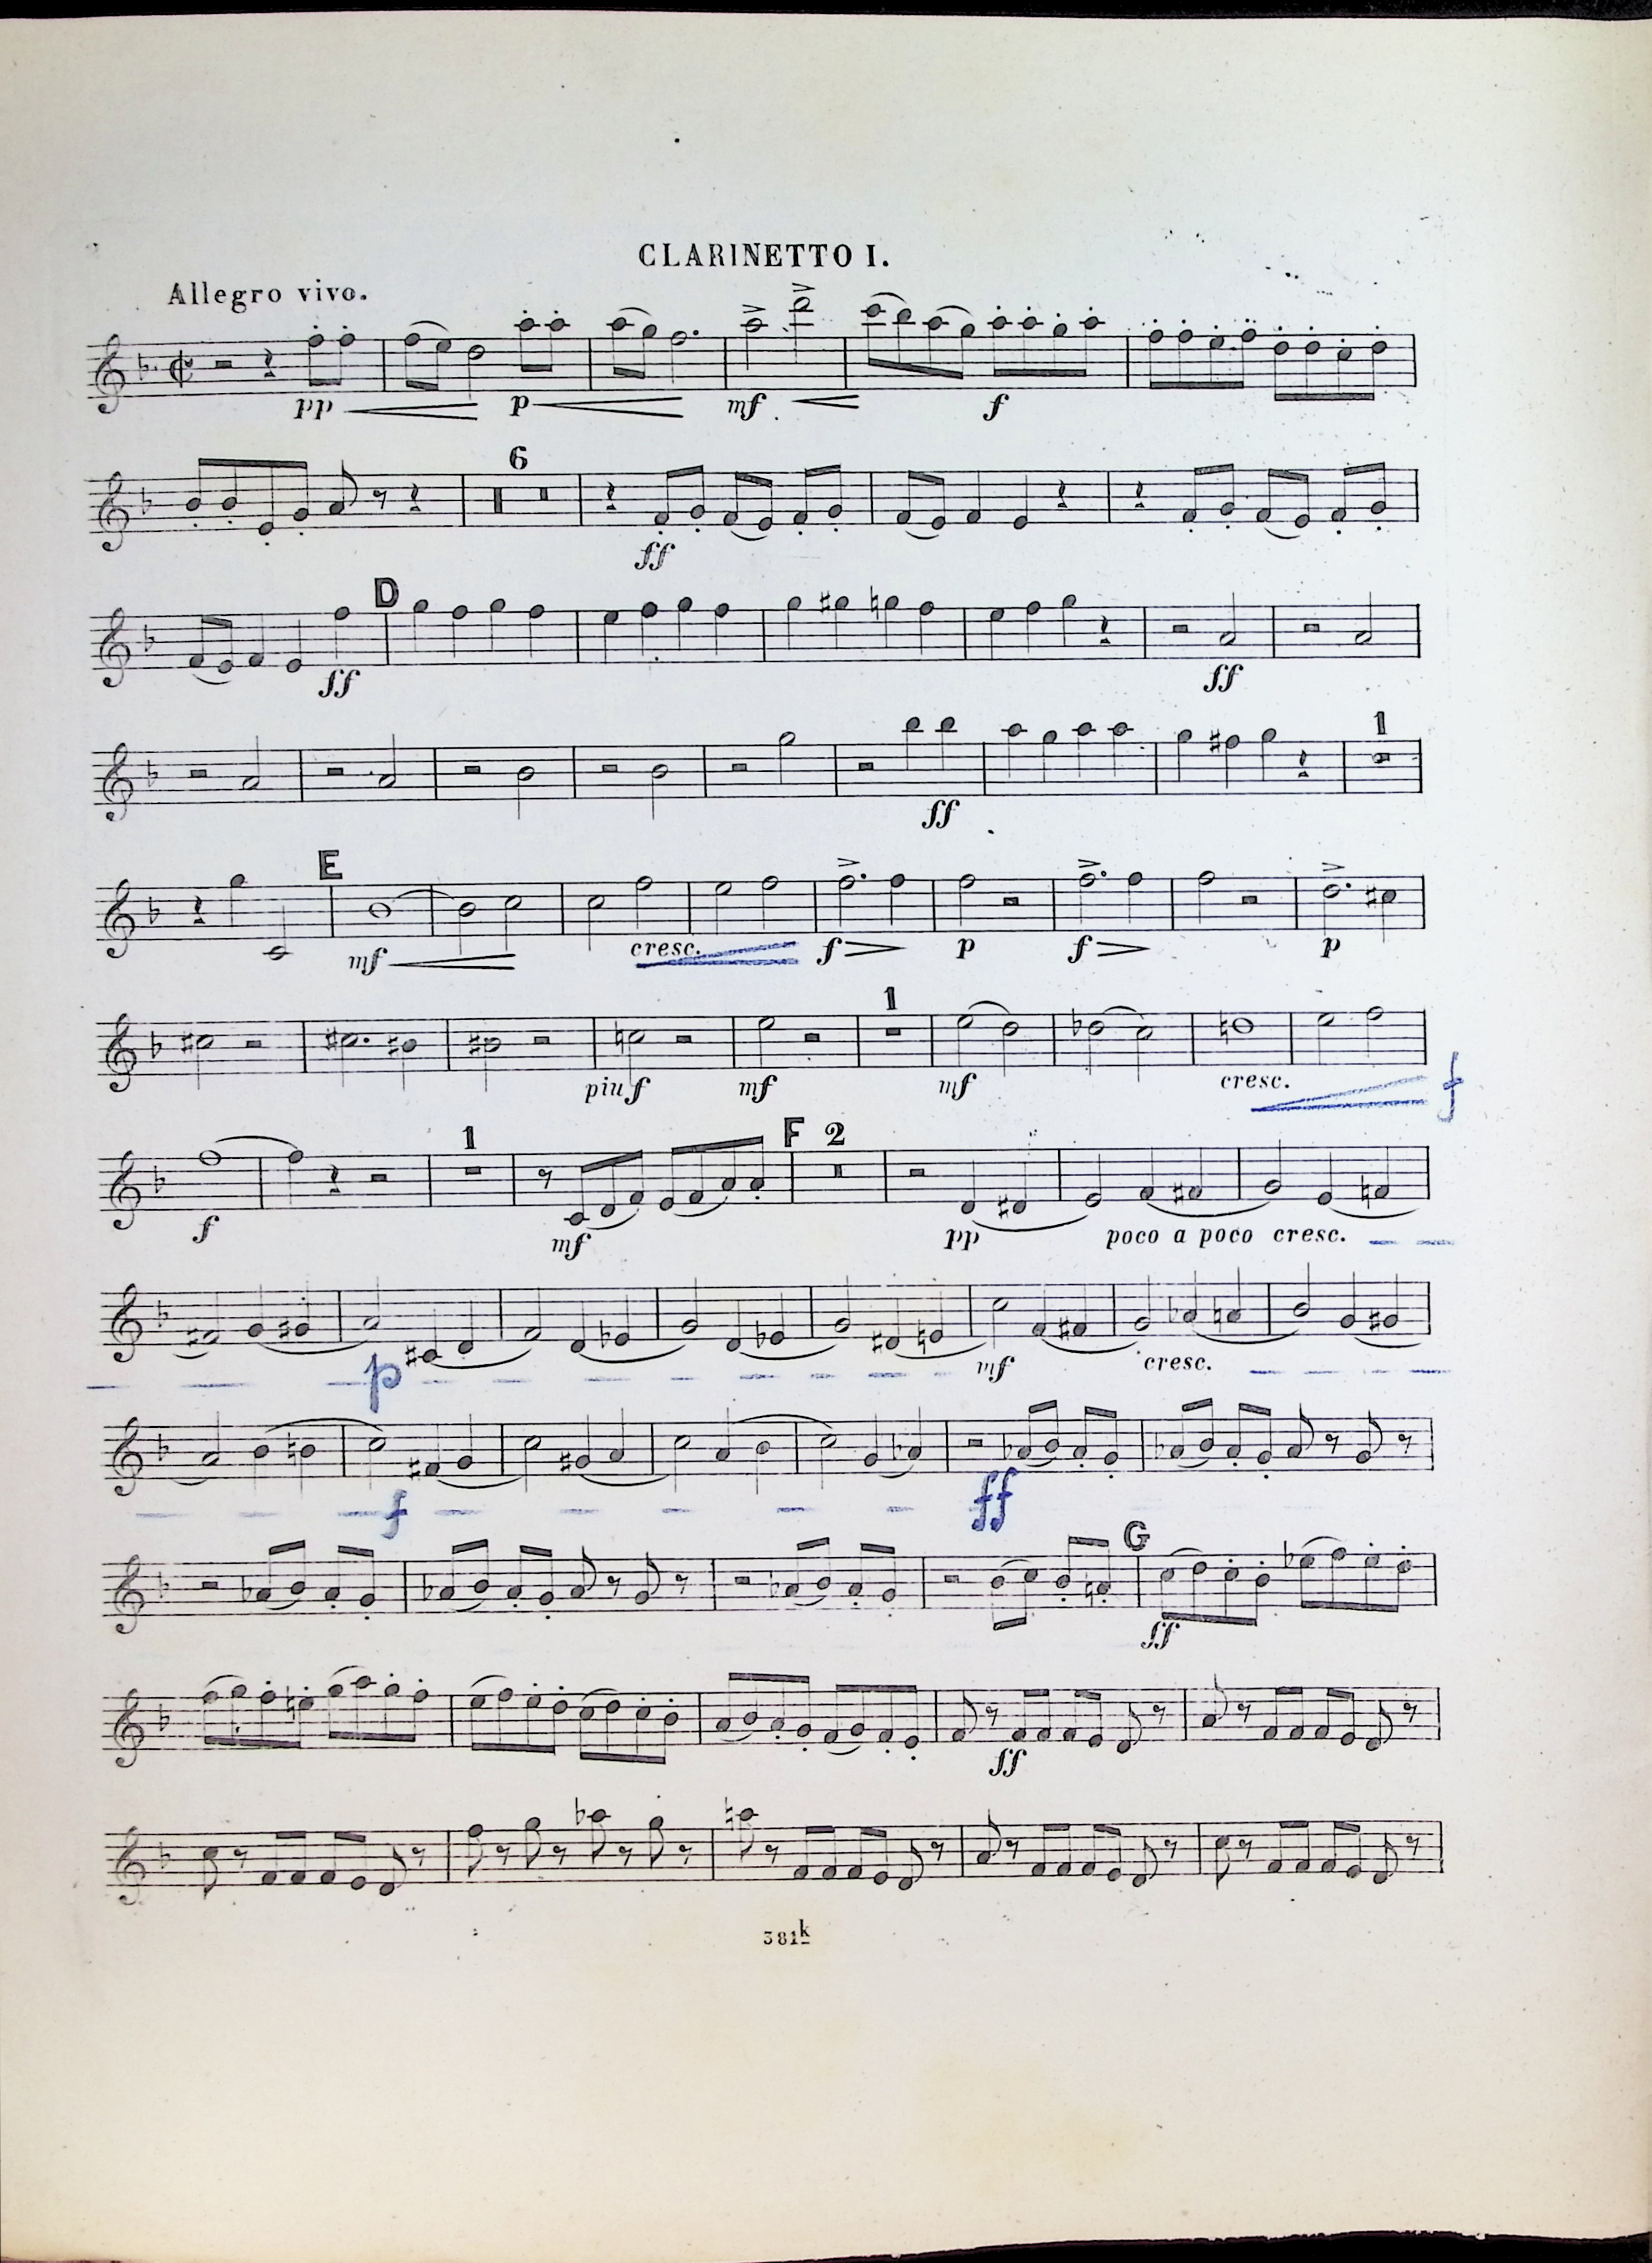 CLARINETTO I.
Allegro vivo.
pp p mf f
6
ff
D
ff ff
1
ff
E
mf cresc. f p f p
1
piu f mf mf cresc. f
1 F 2
f mf pp poco a poco cresc.
p mf cresc.
f ff
G
ff
ff
381k